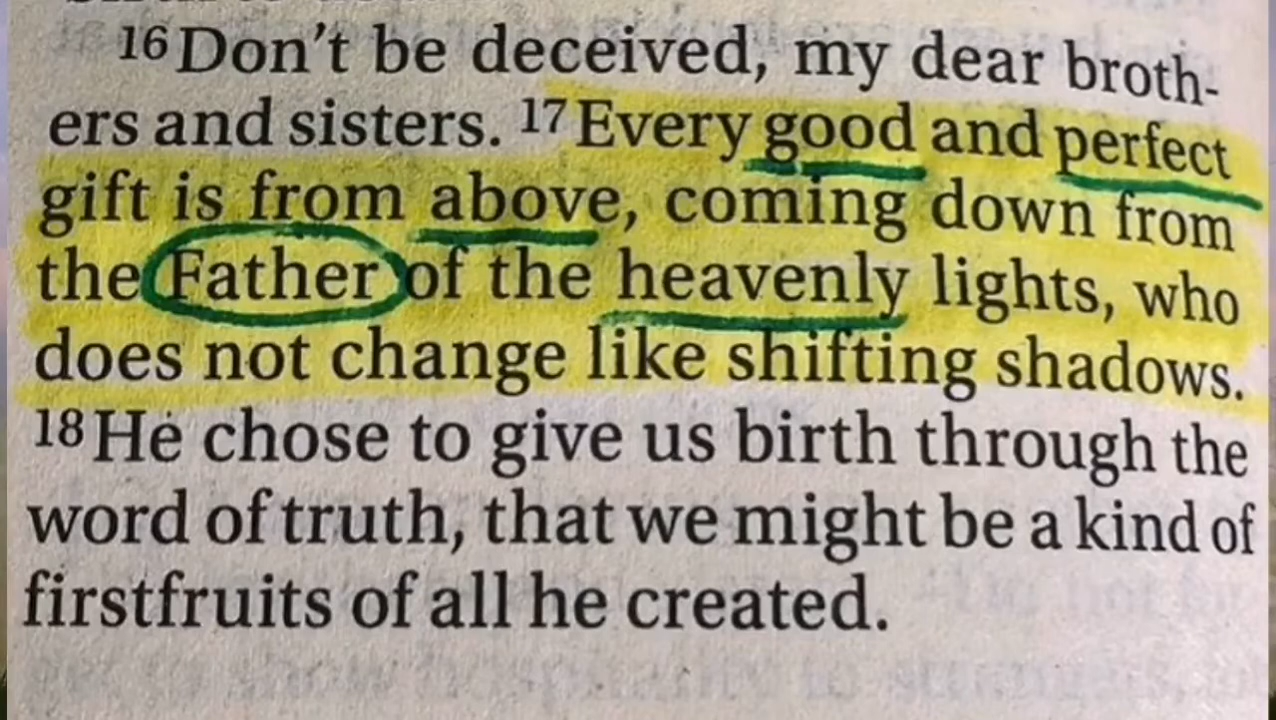 16 Don't be deceived, my dear broth-
ers and sisters. 17 Every good and perfect
gift is from above, coming down from
the Father of the heavenly lights, who
does not change like shifting shadows.
18 He chose to give us birth through the
word of truth, that we might be a kind of
firstfruits of all he created.